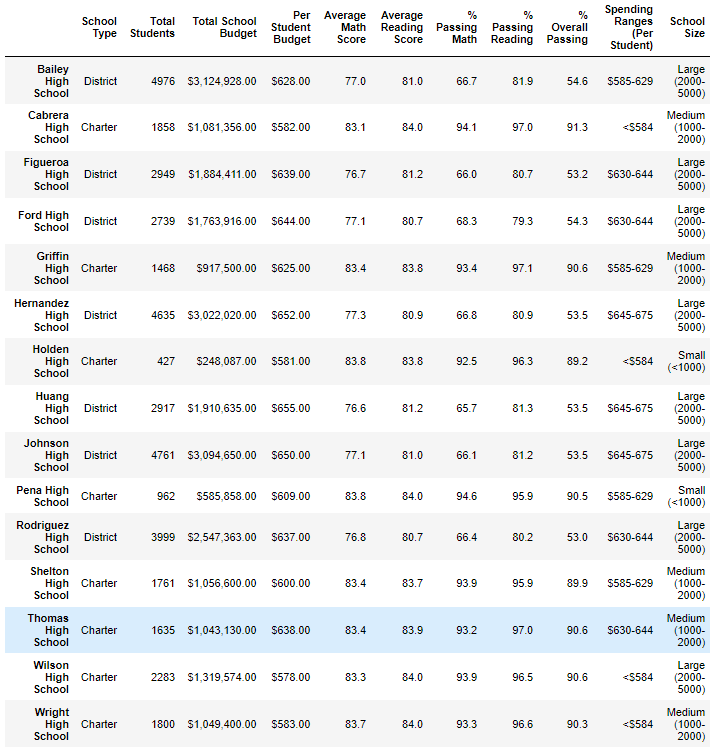 School Type Total Students Total School Budget Per Student Budget Average Math Score Average Reading Score % Passing Math % Passing Reading % Overall Passing Spending Ranges (Per Student) School Size
Bailey High School District 4976 $3,124,928.00 $628.00 77.0 81.0 66.7 81.9 54.6 $585-629 Large (2000-5000)
Cabrera High School Charter 1858 $1,081,356.00 $582.00 83.1 84.0 94.1 97.0 91.3 <$584 Medium (1000-2000)
Figueroa High School District 2949 $1,884,411.00 $639.00 76.7 81.2 66.0 80.7 53.2 $630-644 Large (2000-5000)
Ford High School District 2739 $1,763,916.00 $644.00 77.1 80.7 68.3 79.3 54.3 $630-644 Large (2000-5000)
Griffin High School Charter 1468 $917,500.00 $625.00 83.4 83.8 93.4 97.1 90.6 $585-629 Medium (1000-2000)
Hernandez High School District 4635 $3,022,020.00 $652.00 77.3 80.9 66.8 80.9 53.5 $645-675 Large (2000-5000)
Holden High School Charter 427 $248,087.00 $581.00 83.8 83.8 92.5 96.3 89.2 <$584 Small (<1000)
Huang High School District 2917 $1,910,635.00 $655.00 76.6 81.2 65.7 81.3 53.5 $645-675 Large (2000-5000)
Johnson High School District 4761 $3,094,650.00 $650.00 77.1 81.0 66.1 81.2 53.5 $645-675 Large (2000-5000)
Pena High School Charter 962 $585,858.00 $609.00 83.8 84.0 94.6 95.9 90.5 $585-629 Small (<1000)
Rodriguez High School District 3999 $2,547,363.00 $637.00 76.8 80.7 66.4 80.2 53.0 $630-644 Large (2000-5000)
Shelton High School Charter 1761 $1,056,600.00 $600.00 83.4 83.7 93.9 95.9 89.9 $585-629 Medium (1000-2000)
Thomas High School Charter 1635 $1,043,130.00 $638.00 83.4 83.9 93.2 97.0 90.6 $630-644 Medium (1000-2000)
Wilson High School Charter 2283 $1,319,574.00 $578.00 83.3 84.0 93.9 96.5 90.6 <$584 Large (2000-5000)
Wright High School Charter 1800 $1,049,400.00 $583.00 83.7 84.0 93.3 96.6 90.3 <$584 Medium (1000-2000)